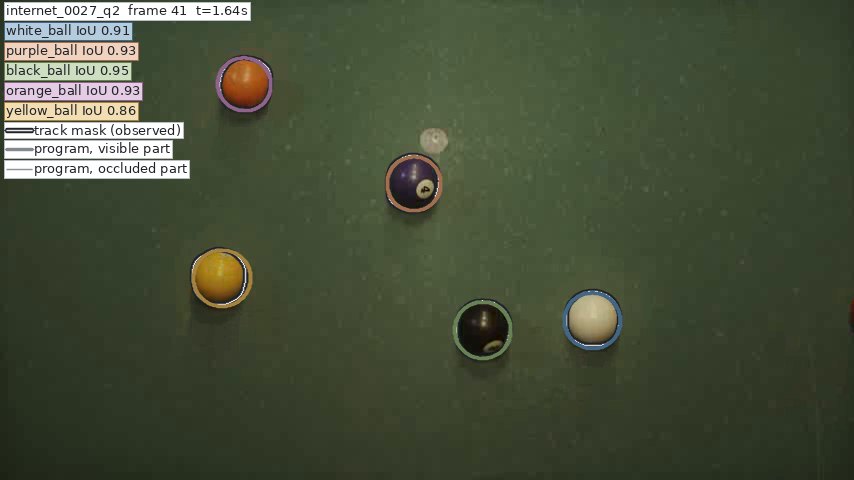 internet_0027_q2  frame 41  t=1.64s
white_ball IoU 0.91
purple_ball IoU 0.93
black_ball IoU 0.95
orange_ball IoU 0.93
yellow_ball IoU 0.86
track mask (observed)
program, visible part
program, occluded part
4